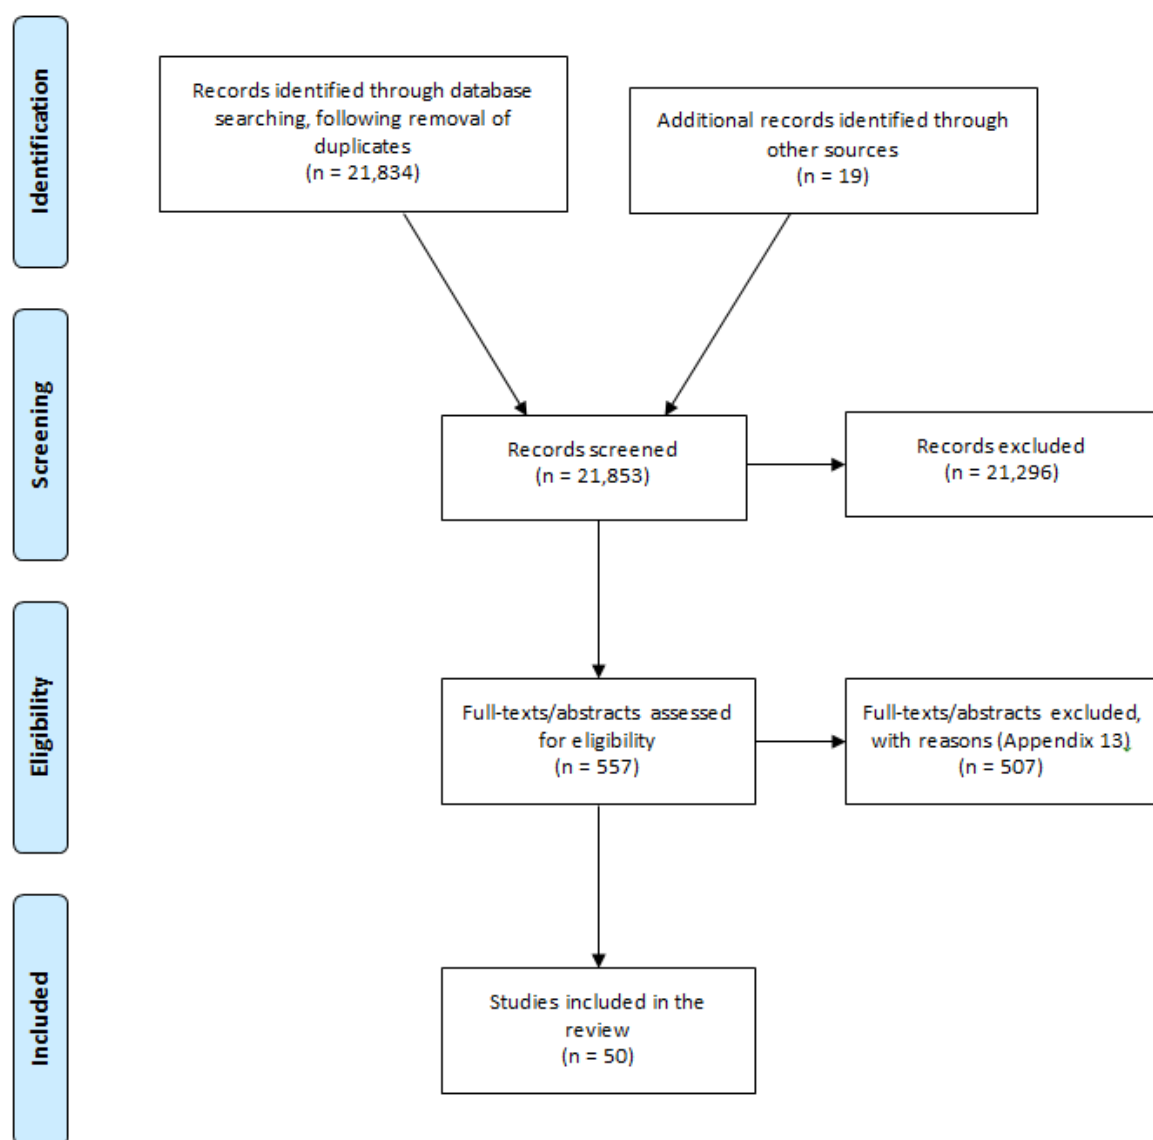 Identification
Records identified through database
searching, following removal of
duplicates
(n = 21,834)
Additional records identified through
other sources
(n = 19)
Screening
Records screened
(n = 21,853)
Records excluded
(n = 21,296)
Eligibility
Full-texts/abstracts assessed
for eligibility
(n = 557)
Full-texts/abstracts excluded,
with reasons (Appendix 13)
(n = 507)
Included
Studies included in the
review
(n = 50)